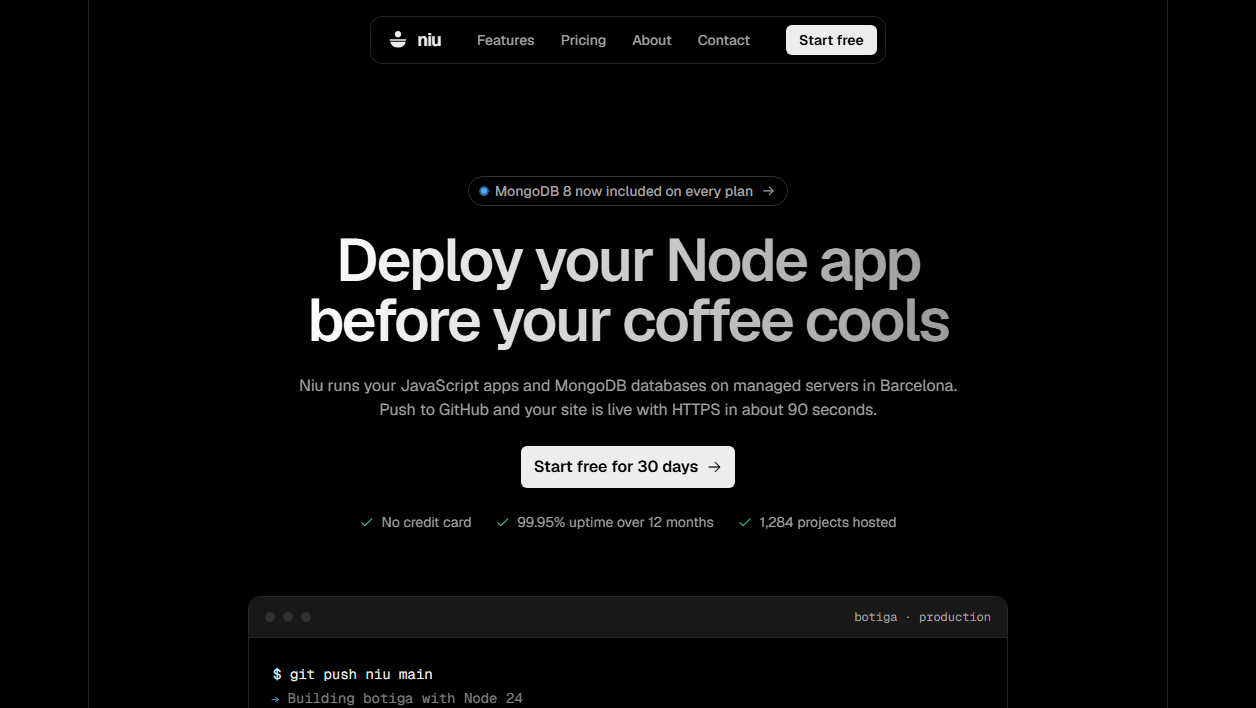 niu
Features
Pricing
About
Contact
Start free
MongoDB 8 now included on every plan →
Deploy your Node app
before your coffee cools
Niu runs your JavaScript apps and MongoDB databases on managed servers in Barcelona.
Push to GitHub and your site is live with HTTPS in about 90 seconds.
Start free for 30 days →
✓ No credit card
✓ 99.95% uptime over 12 months
✓ 1,284 projects hosted
botiga · production
$ git push niu main
→ Building botiga with Node 24